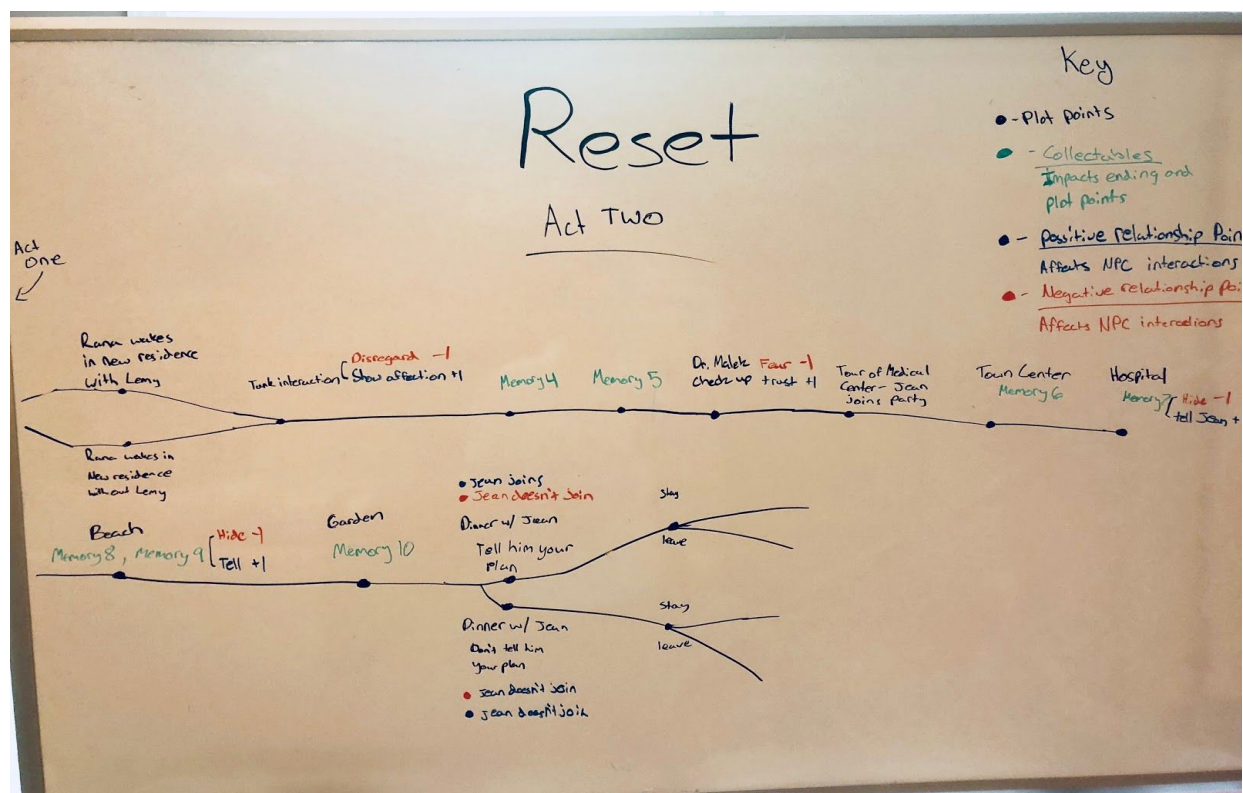 Reset
Act Two
Key
- Plot points
- Collectables
Impacts ending and
plot points
- Possitive relationship Poin
Affects NPC interactions
- Negative relationship Poi
Affects NPC interactions
Act
one
Rana wakes
in new residence
with Lemy
Rana wakes in
New residence
without Lemy
interaction
Disregard -1
Show affection +1
Memory 4
Memory 5
Dr. Malek
check up
Fear -1
trust +1
Tour of Medical
Center - Jean
joins party
Town Center
Memory 6
Hospital
Memory 7
Hide -1
tell Jean +
Beach
Memory 8, Memory 9
Hide -1
Tell +1
Garden
Memory 10
Jean joins
Jean doesn't join
Dinner w/ Jean
Tell him your
plan
Stay
leave
Dinner w/ Jean
Don't tell him
your plan
Jean doesn't join
Jean doesn't join
Stay
leave